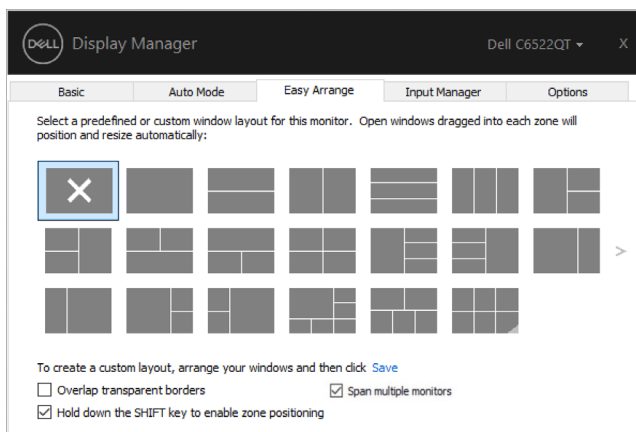 DELL Display Manager Dell C6522QT X
Basic Auto Mode Easy Arrange Input Manager Options
Select a predefined or custom window layout for this monitor. Open windows dragged into each zone will
position and resize automatically:
To create a custom layout, arrange your windows and then click Save
Overlap transparent borders Span multiple monitors
Hold down the SHIFT key to enable zone positioning